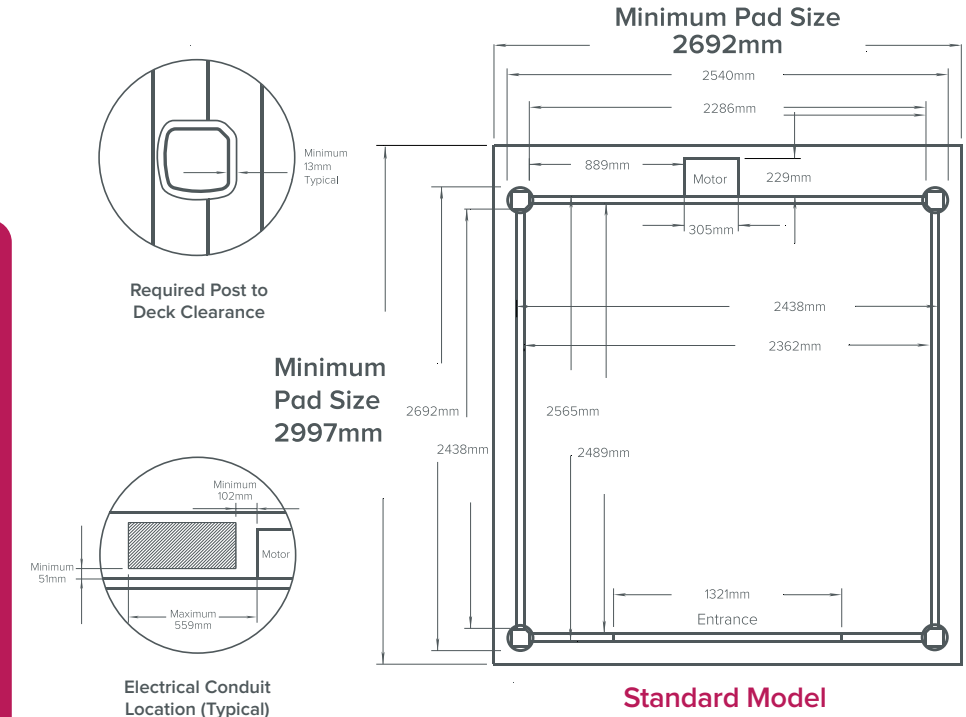 Minimum Pad Size
2692mm
2540mm
2286mm
889mm
Motor
229mm
305mm
Minimum
13mm
Typical
Required Post to
Deck Clearance
2438mm
2362mm
Minimum
Pad Size
2997mm
2692mm
2565mm
2438mm
2489mm
Minimum
102mm
Motor
Minimum
51mm
Maximum
559mm
1321mm
Entrance
Electrical Conduit
Location (Typical)
Standard Model